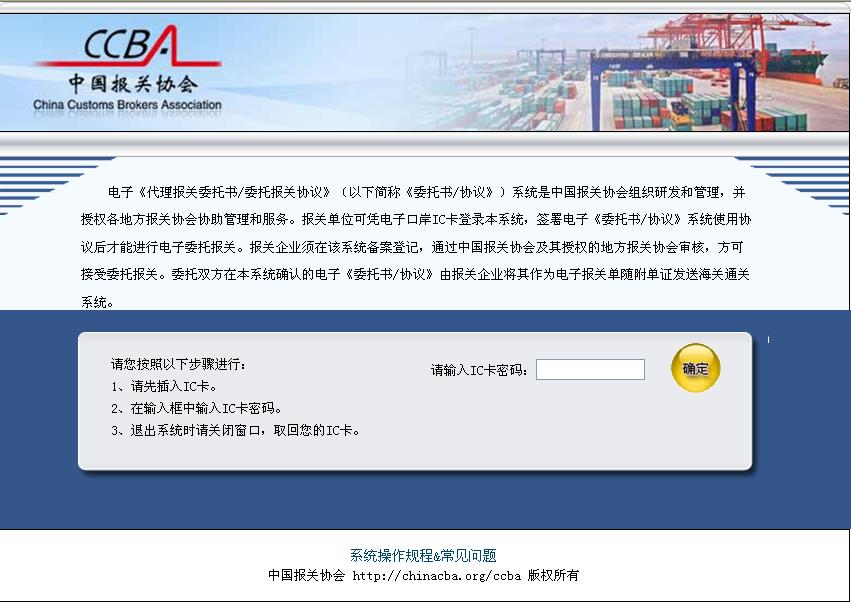 CCBA
中国报关协会
China Customs Brokers Association
电子《代理报关委托书/委托报关协议》（以下简称《委托书/协议》）系统是中国报关协会组织研发和管理，并
授权各地方报关协会协助管理和服务。报关单位可凭电子口岸IC卡登录本系统，签署电子《委托书/协议》系统使用协
议后才能进行电子委托报关。报关企业须在该系统备案登记，通过中国报关协会及其授权的地方报关协会审核，方可
接受委托报关。委托双方在本系统确认的电子《委托书/协议》由报关企业将其作为电子报关单随附单证发送海关通关
系统。
请您按照以下步骤进行：
1、请先插入IC卡。
2、在输入框中输入IC卡密码。
3、退出系统时请关闭窗口，取回您的IC卡。
请输入IC卡密码：
确定
系统操作规程&常见问题
中国报关协会 http://chinacba.org/ccba 版权所有